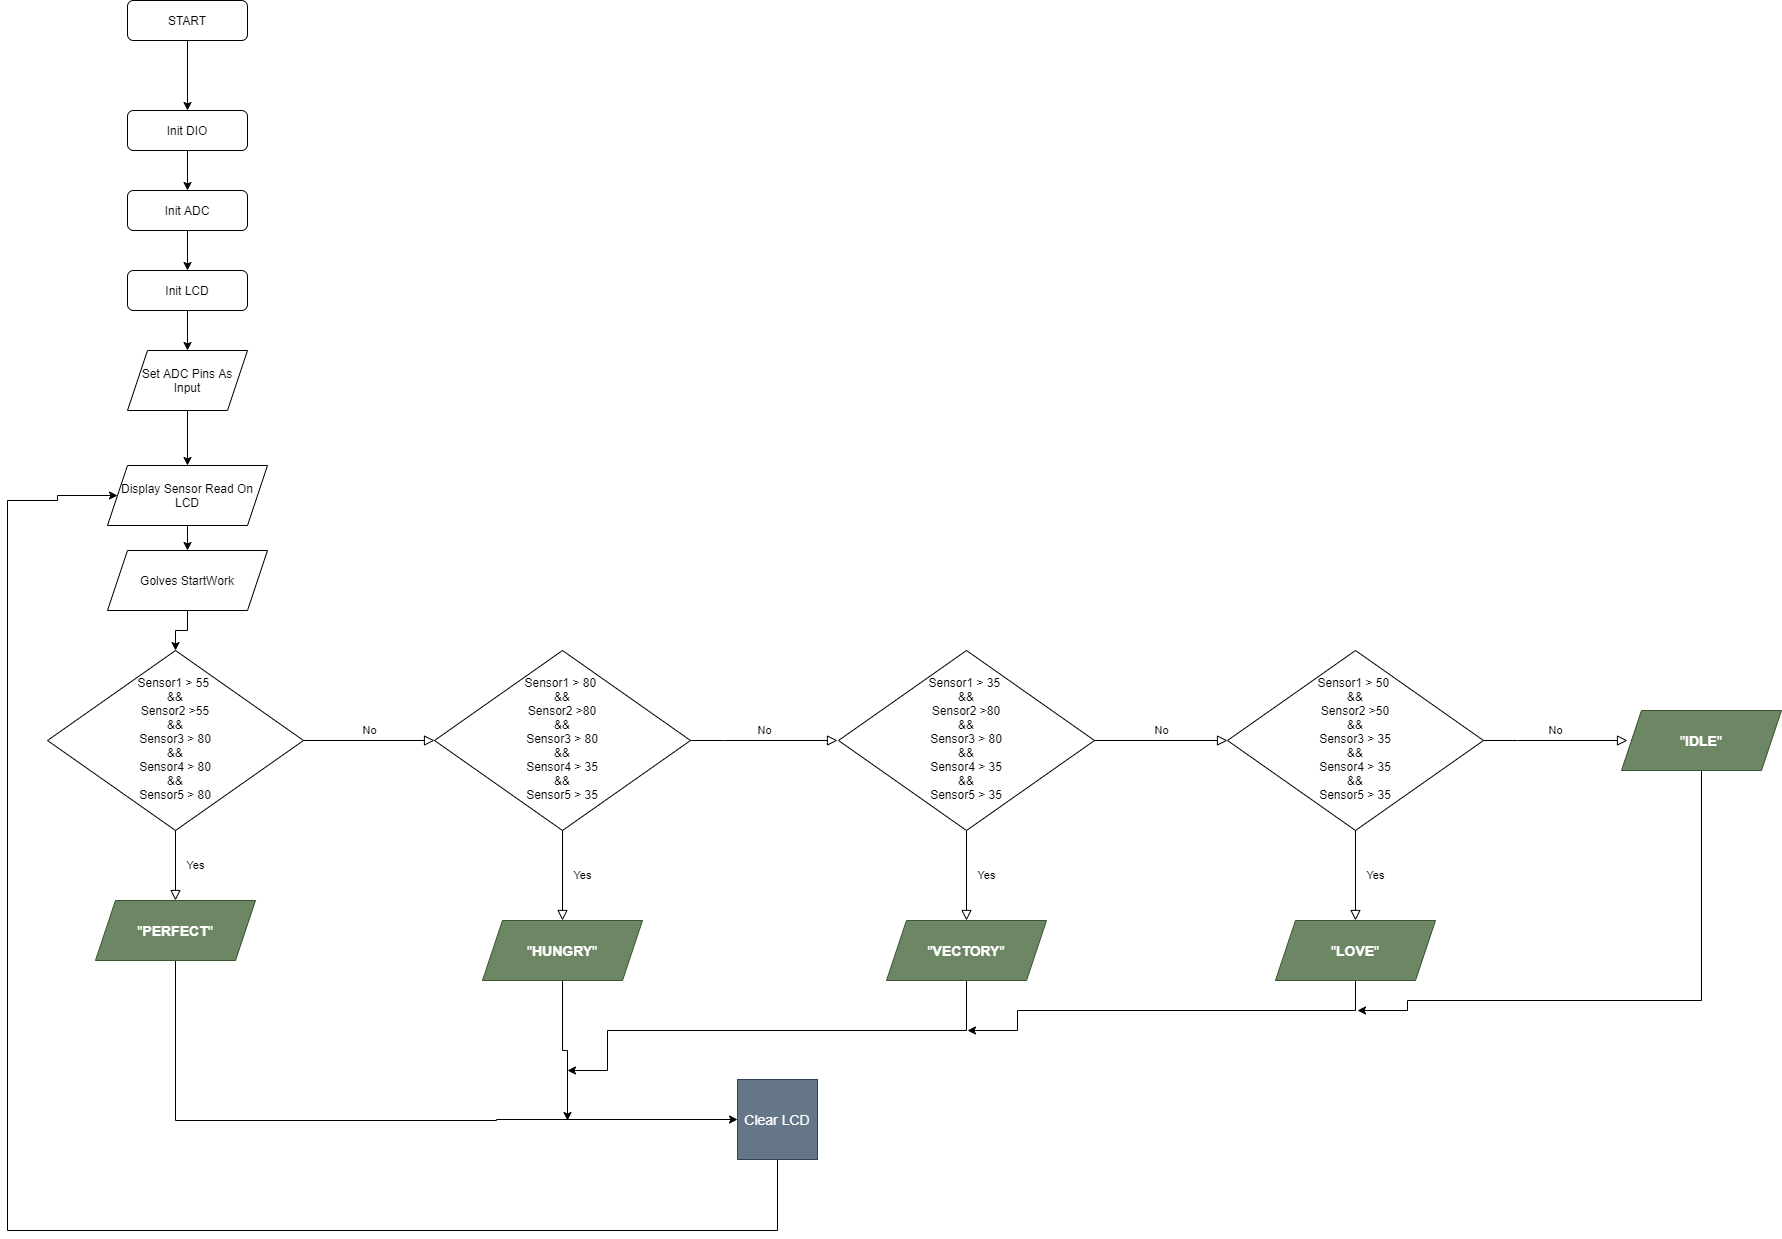 START
Init DIO
Init ADC
Init LCD
Set ADC Pins As
Input
Display Sensor Read On
LCD
Golves StartWork
Sensor1 > 55
&&
Sensor2 >55
&&
Sensor3 > 80
&&
Sensor4 > 80
&&
Sensor5 > 80
No
Sensor1 > 80
&&
Sensor2 >80
&&
Sensor3 > 80
&&
Sensor4 > 35
&&
Sensor5 > 35
No
Sensor1 > 35
&&
Sensor2 >80
&&
Sensor3 > 80
&&
Sensor4 > 35
&&
Sensor5 > 35
No
Sensor1 > 50
&&
Sensor2 >50
&&
Sensor3 > 35
&&
Sensor4 > 35
&&
Sensor5 > 35
No
"IDLE"
Yes
Yes
Yes
Yes
"PERFECT"
"HUNGRY"
"VECTORY"
"LOVE"
Clear LCD